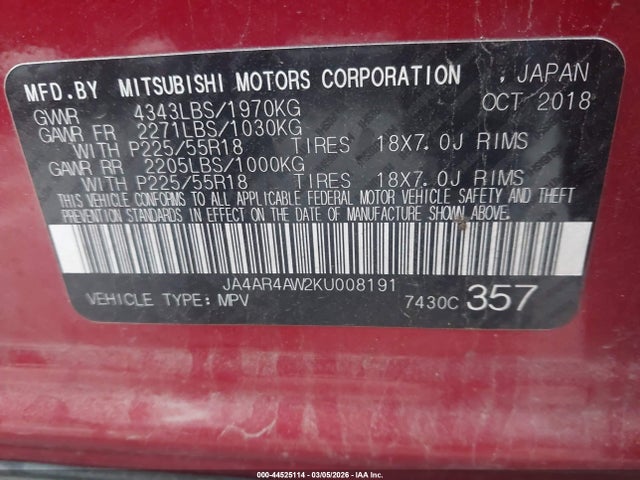 MFD.BY MITSUBISHI MOTORS CORPORATION , JAPAN
GVWR 4343LBS/1970KG OCT 2018
GAWR FR 2271LBS/1030KG
WITH P225/55R18 TIRES 18X7.0J RIMS
GAWR RR 2205LBS/1000KG
WITH P225/55R18 TIRES 18X7.0J RIMS
THIS VEHICLE CONFORMS TO ALL APPLICABLE FEDERAL MOTOR VEHICLE SAFETY AND THEFT
PREVENTION STANDARDS IN EFFECT ON THE DATE OF MANUFACTURE SHOWN ABOVE.
JA4AR4AW2KU008191
VEHICLE TYPE: MPV 7430C 357
000-44525114 - 03/05/2026 - IAA Inc.